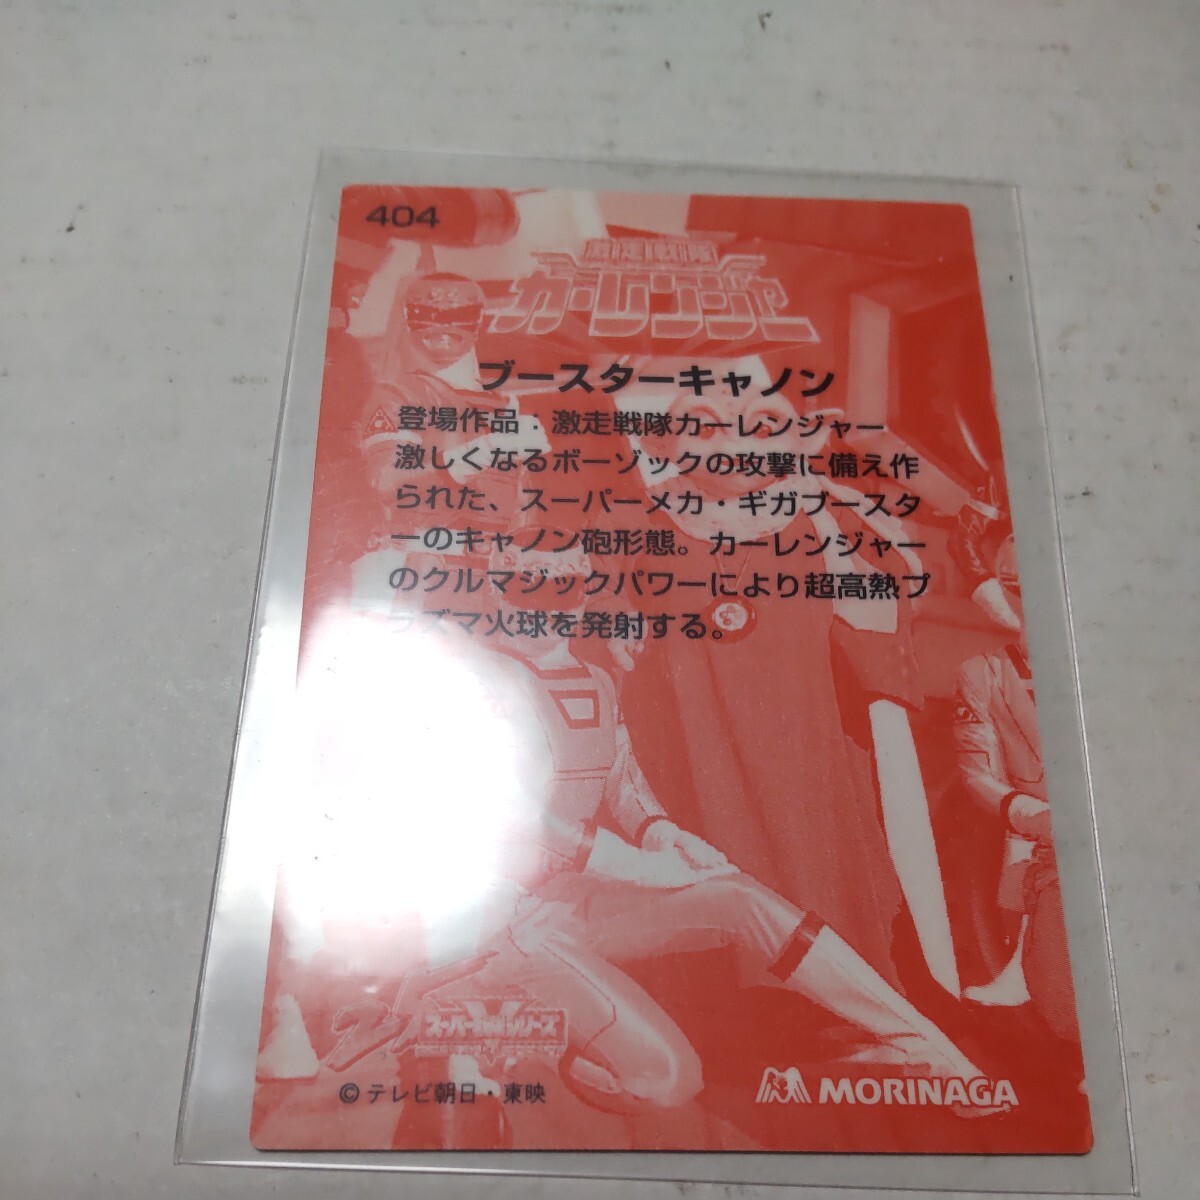 404
激走戦隊
カーレンジャー
ブースターキャノン
登場作品：激走戦隊カーレンジャー
激しくなるボーゾックの攻撃に備え作
られた、スーパーメカ・ギガブースタ
ーのキャノン砲形態。カーレンジャー
のクルマジックパワーにより超高熱プ
ラズマ火球を発射する。
スーパー戦隊シリーズ
©テレビ朝日・東映
MORINAGA